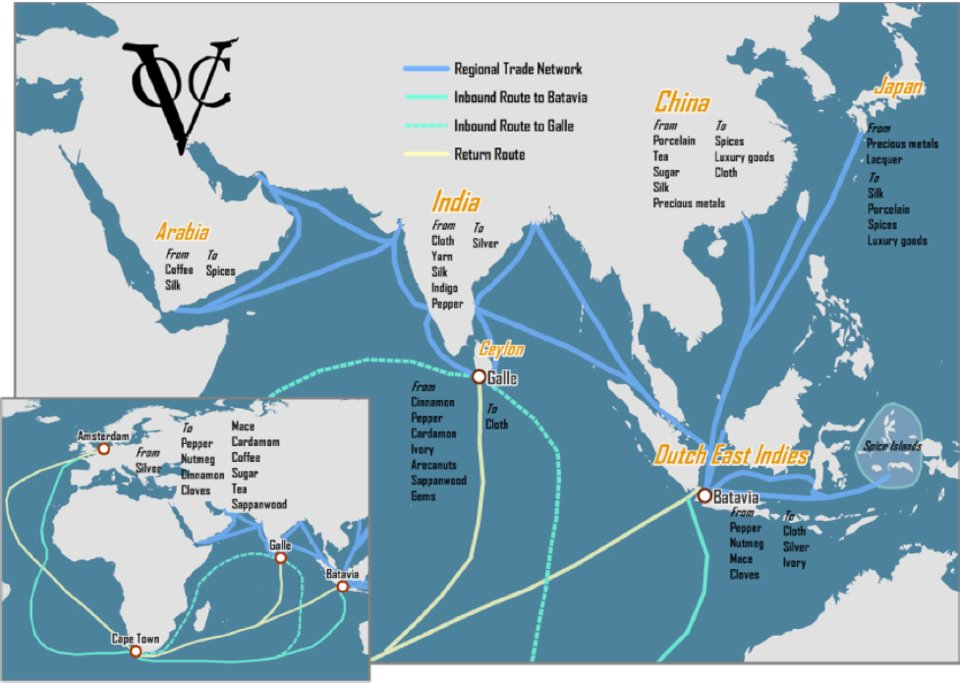 VOC
Regional Trade Network
Inbound Route to Batavia
Inbound Route to Galle
Return Route
China
From
Porcelain
Tea
Sugar
Silk
Precious metals
To
Spices
Luxury goods
Cloth
Japan
From
Precious metals
Lacquer
To
Silk
Porcelain
Spices
Luxury goods
Arabia
From
Coffee
Silk
To
Spices
India
From
Cloth
Yarn
Silk
Indigo
Pepper
To
Silver
Ceylon
Galle
From
Cinnamon
Pepper
Cardamon
Ivory
Arecanuts
Sappanwood
Gems
To
Cloth
Dutch East Indies
Spice Islands
Batavia
From
Pepper
Nutmeg
Mace
Cloves
To
Cloth
Silver
Ivory
Amsterdam
From
Silver
To
Pepper
Nutmeg
Cinnamon
Cloves
Mace
Cardamom
Coffee
Sugar
Tea
Sappanwood
Galle
Batavia
Cape Town